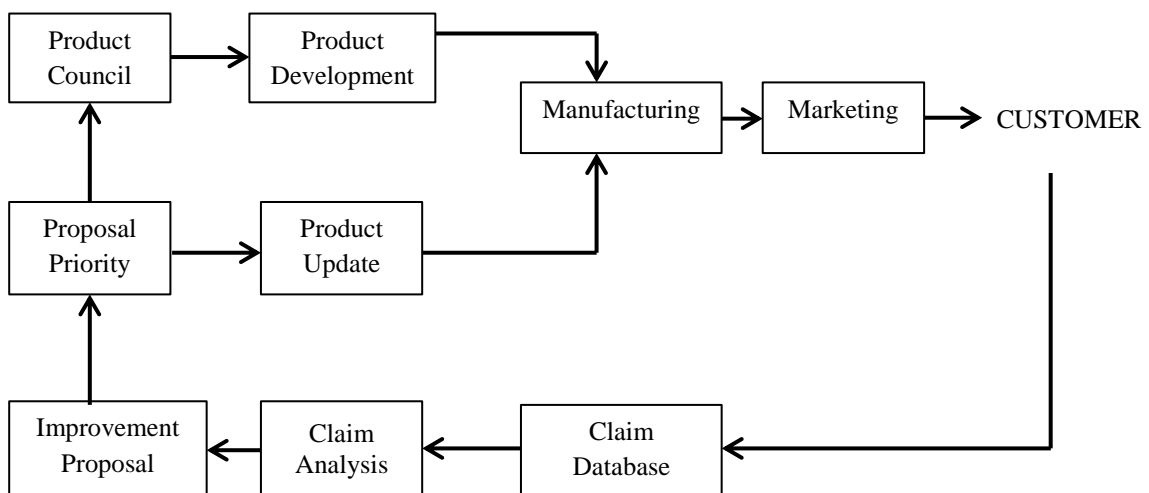 Product
Council
Product
Development
Manufacturing
Marketing
CUSTOMER
Proposal
Priority
Product
Update
Improvement
Proposal
Claim
Analysis
Claim
Database